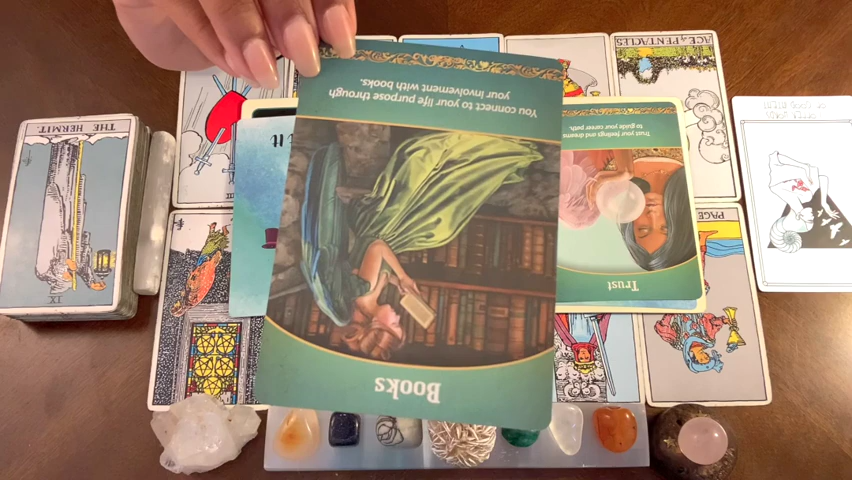 ACE of PENTACLES.
THE HERMIT.
IX
You connect to your life purpose through
your involvement with books.
Books
It
Trust your feelings and dreams
to guide your career path.
Trust
PAGE